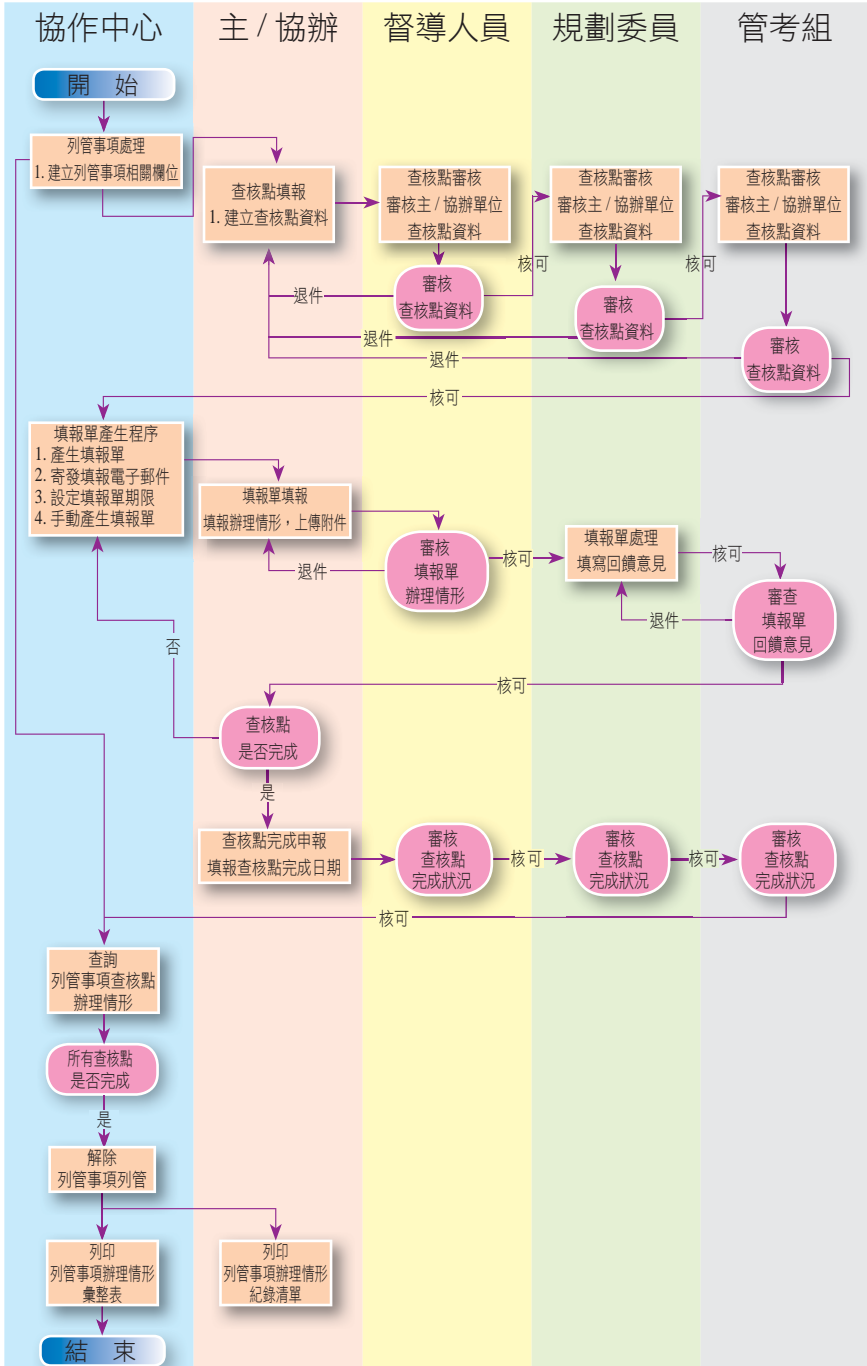 協作中心
主 / 協辦
督導人員
規劃委員
管考組
開 始
列管事項處理
1. 建立列管事項相關欄位
查核點填報
1. 建立查核點資料
查核點審核
審核主 / 協辦單位
查核點資料
查核點審核
審核主 / 協辦單位
查核點資料
查核點審核
審核主 / 協辦單位
查核點資料
核可
核可
審核
查核點資料
退件
審核
查核點資料
退件
審核
查核點資料
退件
核可
填報單產生程序
1. 產生填報單
2. 寄發填報電子郵件
3. 設定填報單期限
4. 手動產生填報單
填報單填報
填報辦理情形，上傳附件
審核
填報單
辦理情形
退件
核可
填報單處理
填寫回饋意見
核可
審查
填報單
回饋意見
退件
否
核可
查核點
是否完成
是
查核點完成申報
填報查核點完成日期
審核
查核點
完成狀況
核可
審核
查核點
完成狀況
核可
審核
查核點
完成狀況
核可
查詢
列管事項查核點
辦理情形
所有查核點
是否完成
是
解除
列管事項列管
列印
列管事項辦理情形
彙整表
列印
列管事項辦理情形
紀錄清單
結 束